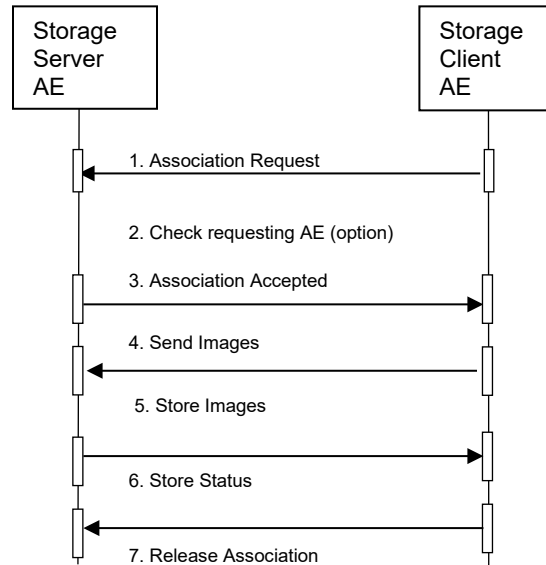 Storage
Server
AE
Storage
Client
AE
1. Association Request
2. Check requesting AE (option)
3. Association Accepted
4. Send Images
5. Store Images
6. Store Status
7. Release Association